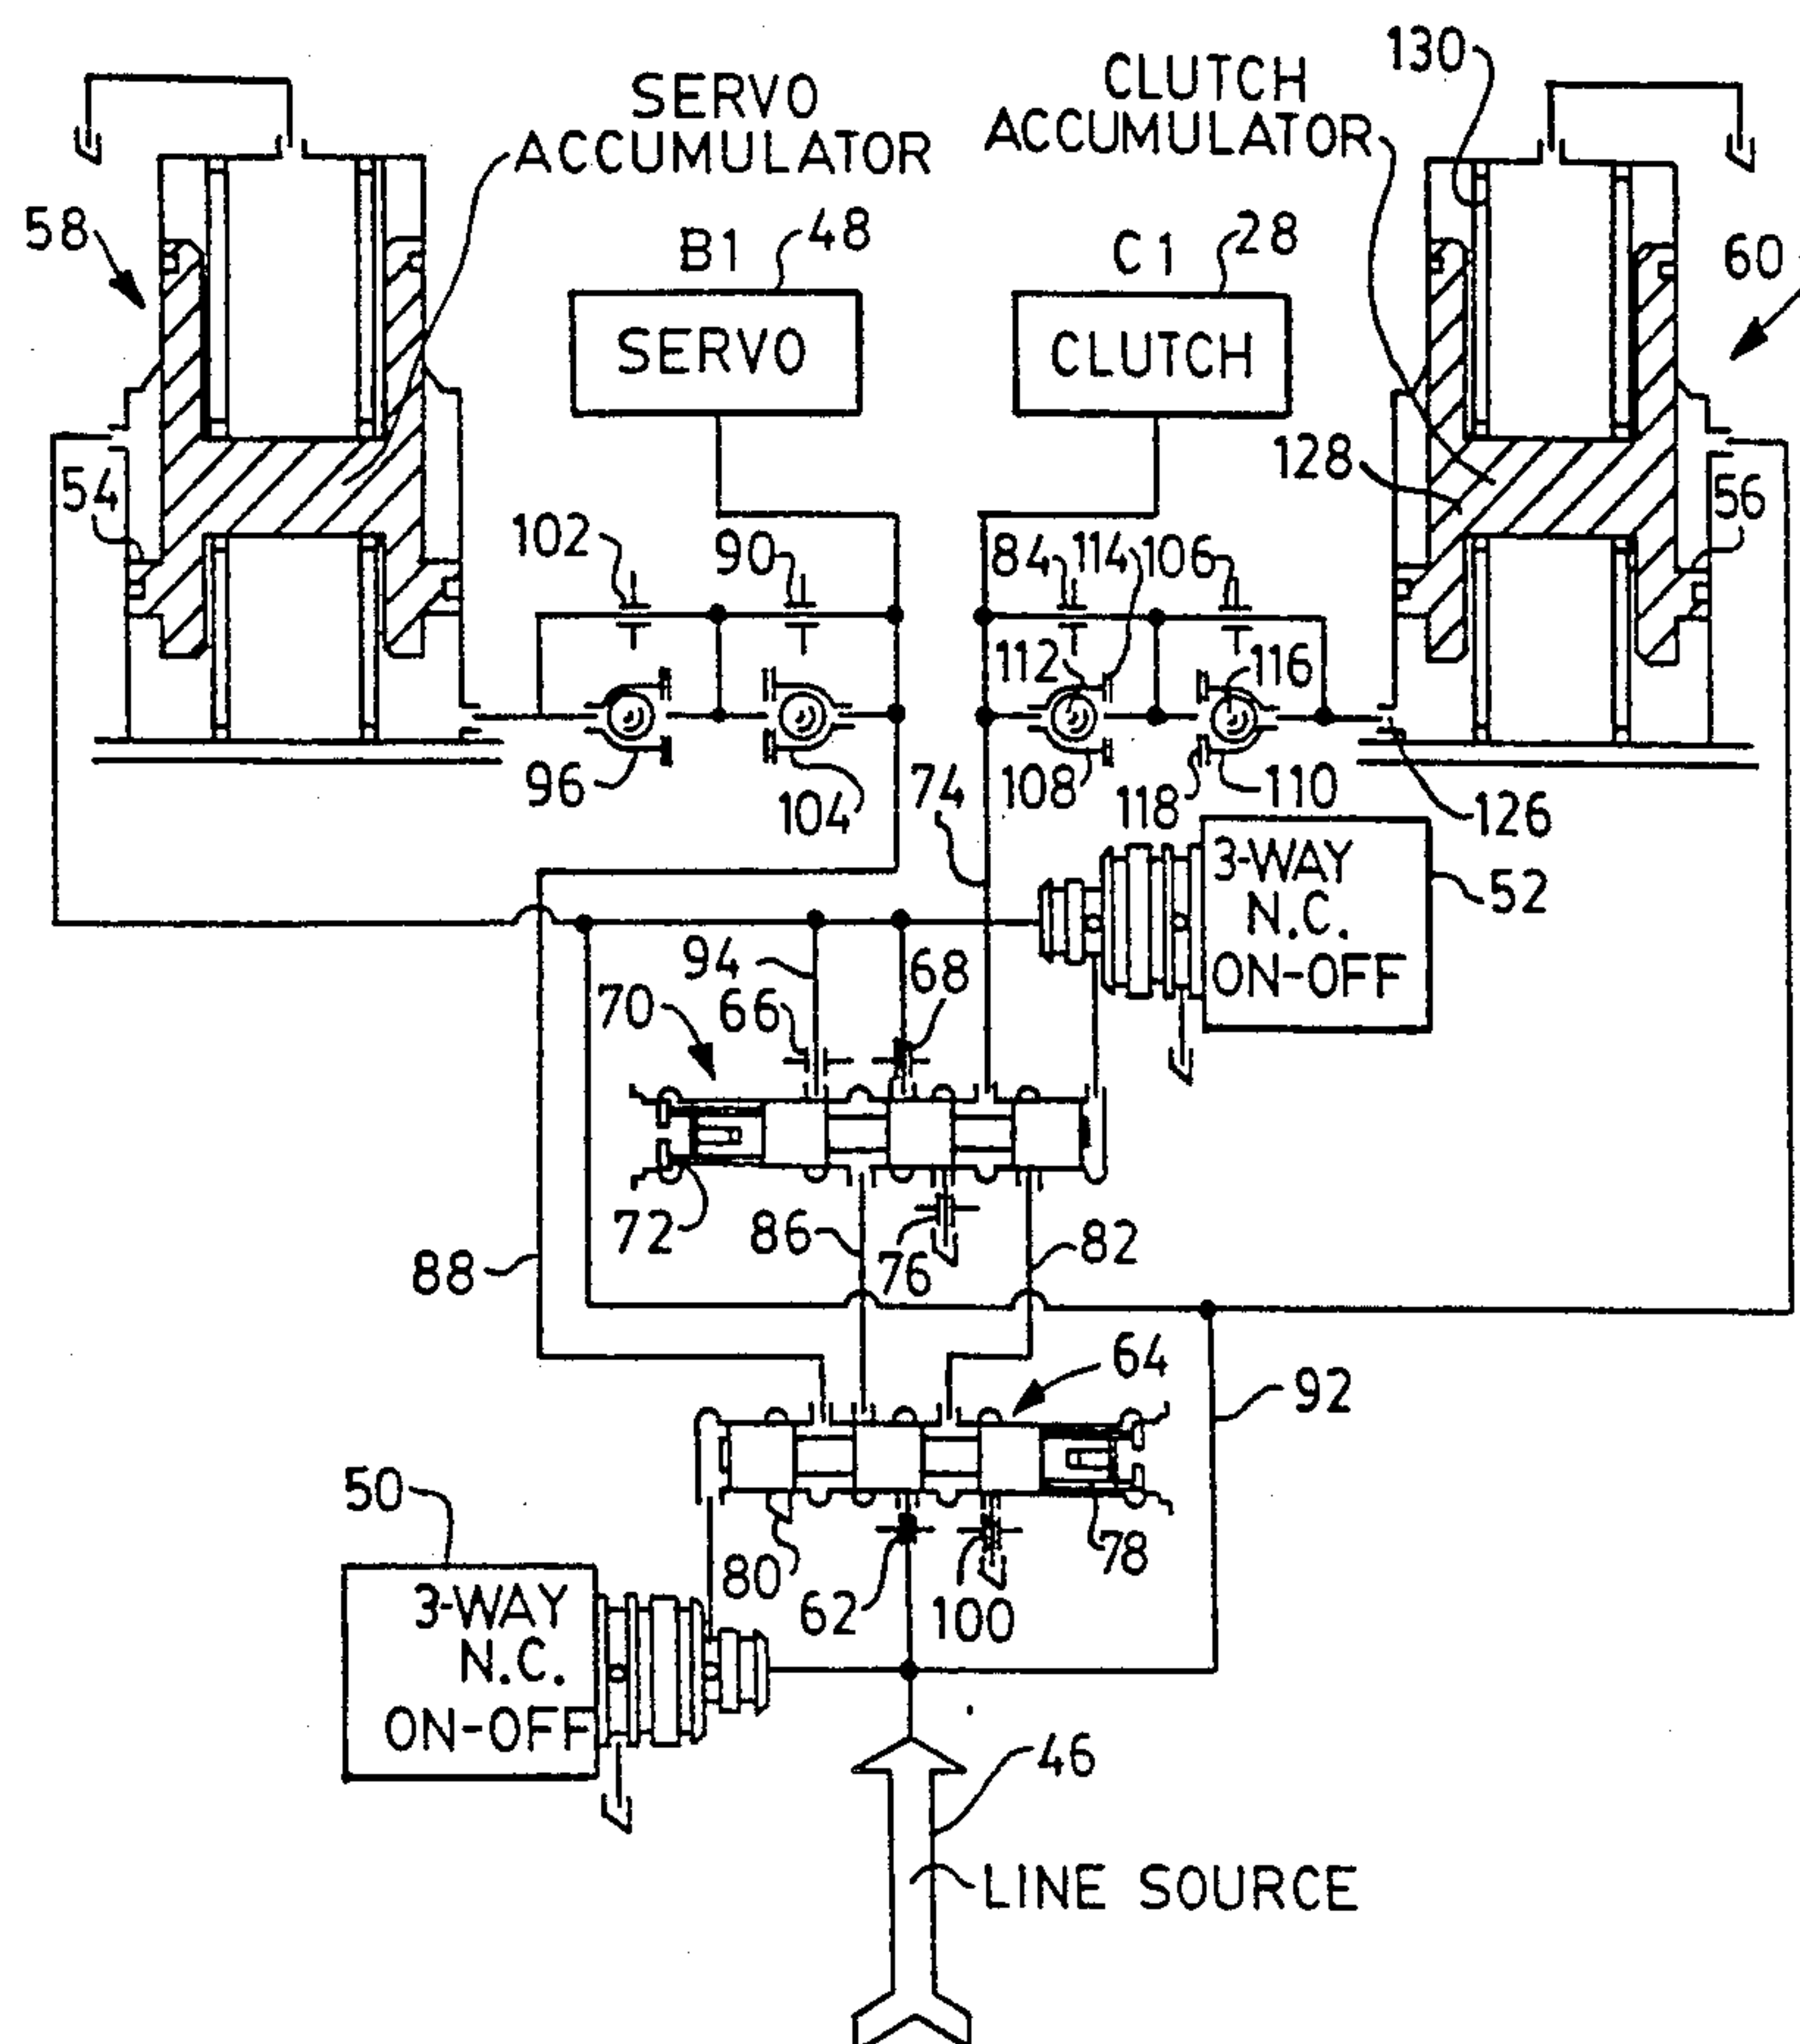 130
SERVO
ACCUMULATOR
CLUTCH
ACCUMULATOR
58
B1
48
C1
28
60
SERVO
CLUTCH
54
128
56
102
90
84
114
106
112
116
96
104
74
108
118
110
126
3-WAY
N.C.
ON-OFF
52
94
68
70
66
72
86
76
82
88
64
92
50
3-WAY
N.C.
ON-OFF
80
62
100
78
46
LINE SOURCE